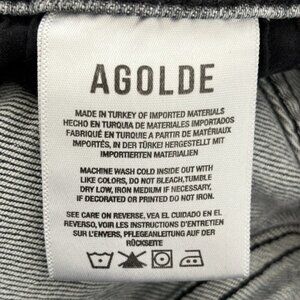 AGOLDE
MADE IN TURKEY OF IMPORTED MATERIALS
HECHO EN TURQUIA DE MATERIALES IMPORTADOS
FABRIQUÉ EN TURQUIE A PARTIR DE MATÉRIAUX
IMPORTÉS, IN DER TÜRKEI HERGESTELLT MIT
IMPORTIERTEN MATERIALIEN
MACHINE WASH COLD INSIDE OUT WITH
LIKE COLORS, DO NOT BLEACH,TUMBLE
DRY LOW, IRON MEDIUM IF NECESSARY,
IF DECORATED OR PRINTED DO NOT IRON.
SEE CARE ON REVERSE, VEA EL CUIDADO EN EL
REVERSO, VOIR LES INSTRUCTIONS D'ENTRETIEN
SUR L'ENVERS, PFLEGEANLEITUNG AUF DER
RÜCKSEITE